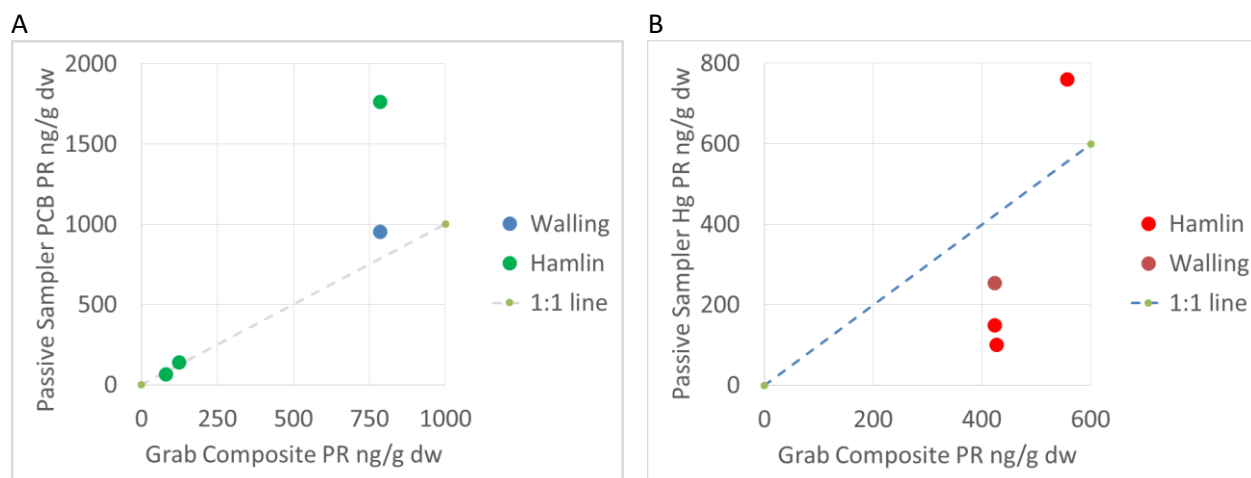 A
Passive Sampler PCB PR ng/g dw
2000
1500
1000
500
0
0 250 500 750 1000
Grab Composite PR ng/g dw
Walling
Hamlin
1:1 line
B
Passive Sampler Hg PR ng/g dw
800
600
400
200
0
0 200 400 600
Grab Composite PR ng/g dw
Hamlin
Walling
1:1 line